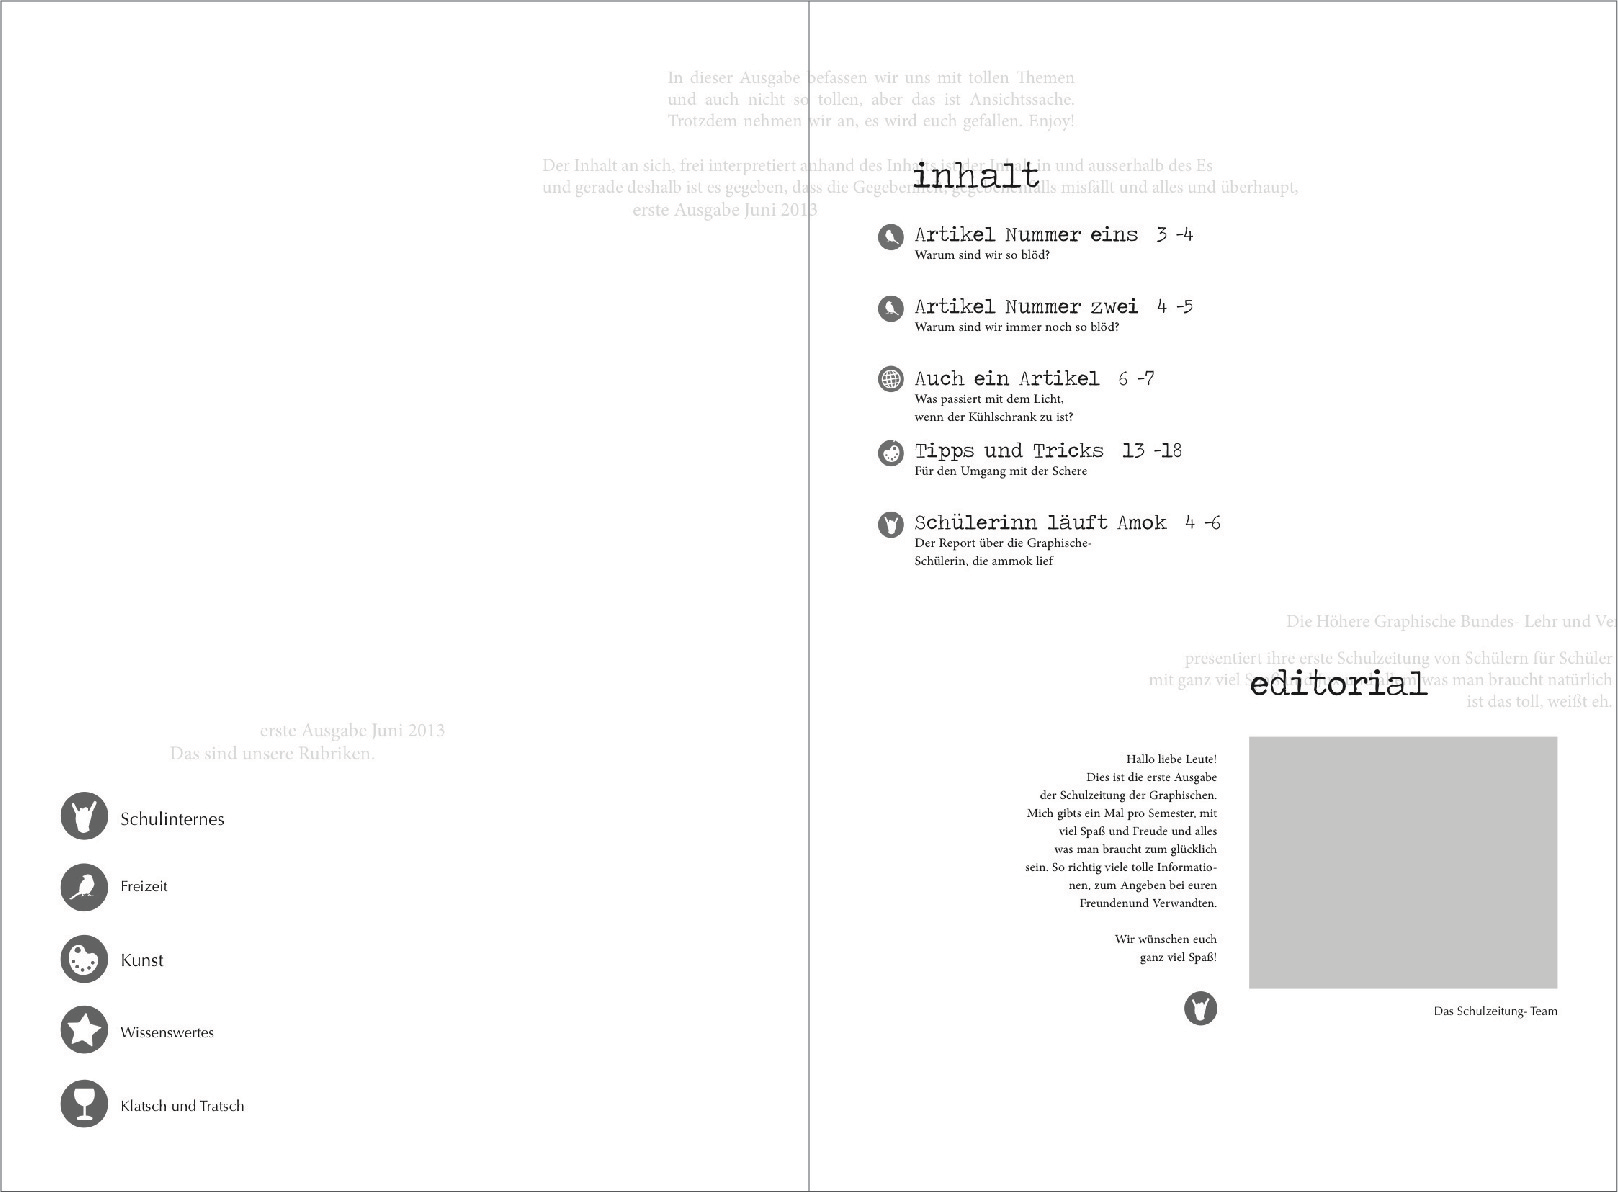 In dieser Ausgabe befassen wir uns mit tollen Themen
und auch nicht so tollen, aber das ist Ansichtssache.
Trotzdem nehmen wir an, es wird euch gefallen. Enjoy!
Der Inhalt an sich, frei interpretiert anhand des Inhalts ist der Inhalt in und ausserhalb des Es
und gerade deshalb ist es gegeben, dass die Gegebenheit, gegebenenfalls misfällt und alles und überhaupt,
erste Ausgabe Juni 2013
inhalt
Artikel Nummer eins 3 -4
Warum sind wir so blöd?
Artikel Nummer zwei 4 -5
Warum sind wir immer noch so blöd?
Auch ein Artikel 6 -7
Was passiert mit dem Licht,
wenn der Kühlschrank zu ist?
Tipps und Tricks 13 -18
Für den Umgang mit der Schere
Schülerinn läuft Amok 4 -6
Der Report über die Graphische-
Schülerin, die ammok lief
erste Ausgabe Juni 2013
Das sind unsere Rubriken.
Schulinternes
Freizeit
Kunst
Wissenswertes
Klatsch und Tratsch
Die Höhere Graphische Bundes- Lehr und
presentiert ihre erste Schulzeitung von Schülern für Schüler
mit ganz viel was man braucht natürlich
ist das toll, weißt eh.
editorial
Hallo liebe Leute!
Dies ist die erste Ausgabe
der Schulzeitung der Graphischen.
Mich gibts ein Mal pro Semester, mit
viel Spaß und Freude und alles
was man braucht zum glücklich
sein. So richtig viele tolle Informatio-
nen, zum Angeben bei euren
Freundenund Verwandten.
Wir wünschen euch
ganz viel Spaß!
Das Schulzeitung- Team